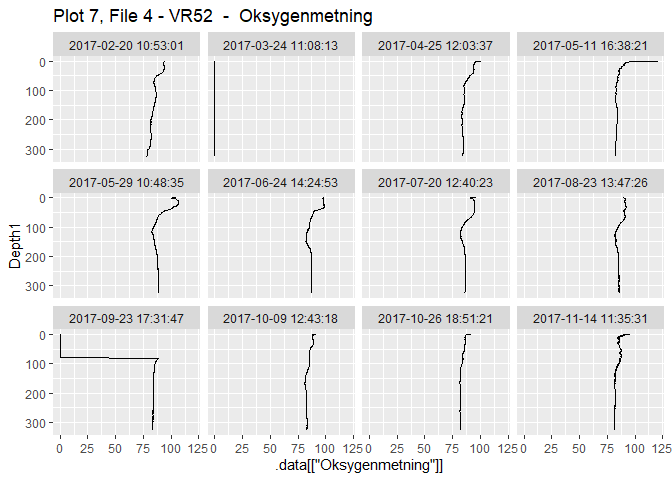 Plot 7, File 4 - VR52  -  Oksygenmetning
2017-02-20 10:53:01 2017-03-24 11:08:13 2017-04-25 12:03:37 2017-05-11 16:38:21
0
100
200
300
2017-05-29 10:48:35 2017-06-24 14:24:53 2017-07-20 12:40:23 2017-08-23 13:47:26
0
100
200
300
Depth1
2017-09-23 17:31:47 2017-10-09 12:43:18 2017-10-26 18:51:21 2017-11-14 11:35:31
0
100
200
300
0 25 50 75 100 125 0 25 50 75 100 125 0 25 50 75 100 125 0 25 50 75 100 125
.data[["Oksygenmetning"]]